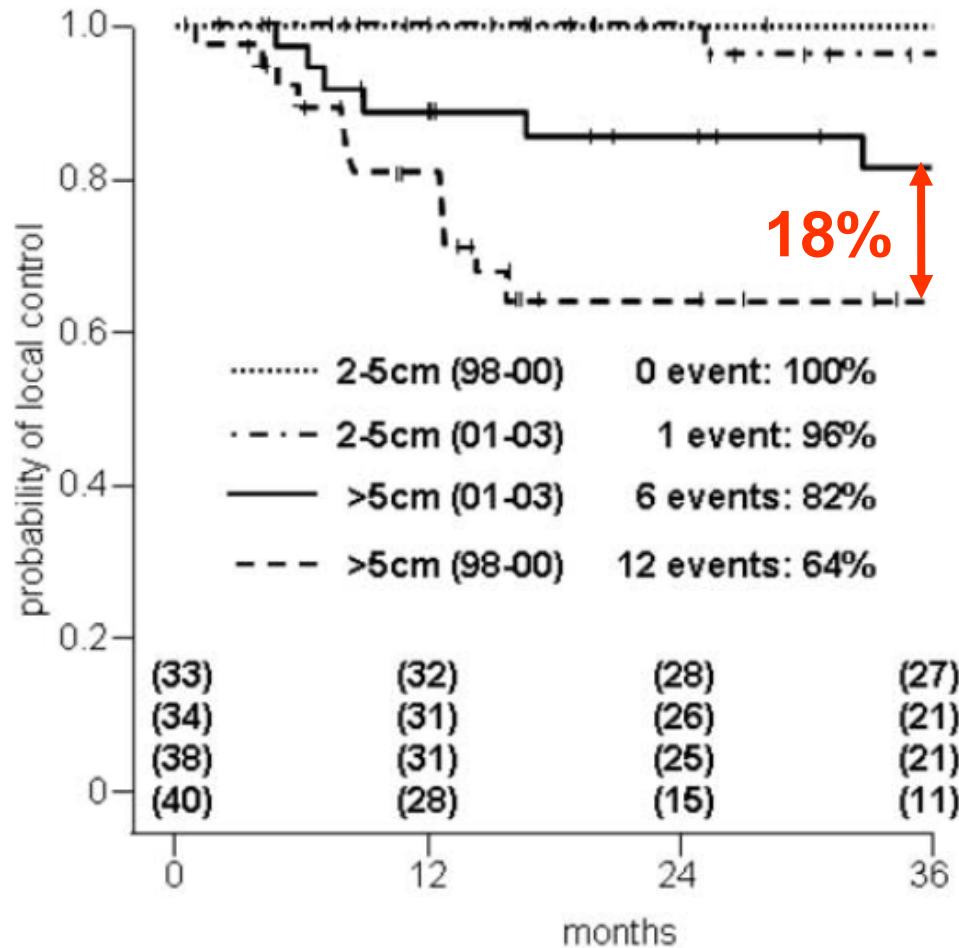 probability of local control
1.0
0.8
0.6
0.4
0.2
0
18%
2-5cm (98-00) 0 event: 100%
2-5cm (01-03) 1 event: 96%
>5cm (01-03) 6 events: 82%
>5cm (98-00) 12 events: 64%
(33) (32) (28) (27)
(34) (31) (26) (21)
(38) (31) (25) (21)
(40) (28) (15) (11)
0 12 24 36
months